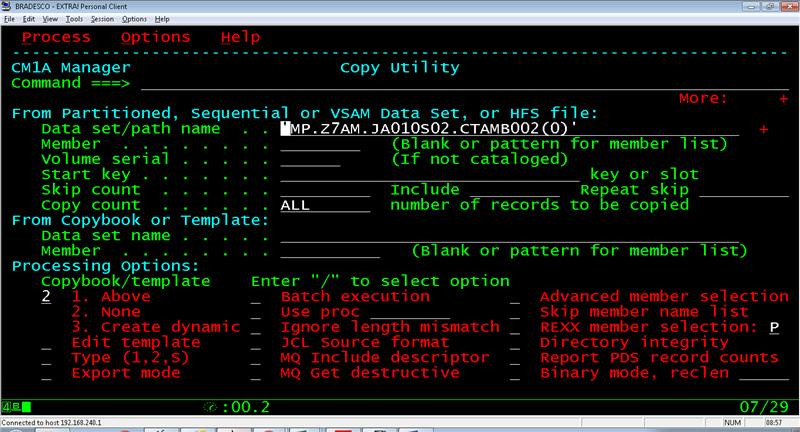 BRADESCO - EXTRA! Personal Client
File Edit View Tools Session Options Help
Process Options Help
CM1A Manager Copy Utility
Command ===>
More: +
From Partitioned, Sequential or VSAM Data Set, or HFS file:
Data set/path name . . 'MP.Z7AM.JA010S02.CTAMB002(0)' +
Member . . . . . . . . (Blank or pattern for member list)
Volume serial . . . . . (If not cataloged)
Start key . . . . . . . key or slot
Skip count . . . . . . Include Repeat skip
Copy count . . . . . . ALL number of records to be copied
From Copybook or Template:
Data set name . . . . .
Member . . . . . . . . (Blank or pattern for member list)
Processing Options:
Copybook/template Enter "/" to select option
2 1. Above _ Batch execution _ Advanced member selection
2. None _ Use proc _ Skip member name list
3. Create dynamic _ Ignore length mismatch _ REXX member selection: P
_ Edit template _ JCL Source format _ Directory integrity
_ Type (1,2,S) _ MQ Include descriptor _ Report PDS record counts
_ Export mode _ MQ Get destructive _ Binary mode, reclen
:00.2 07/29
Connected to host 192.168.240.1 NUM 08:57